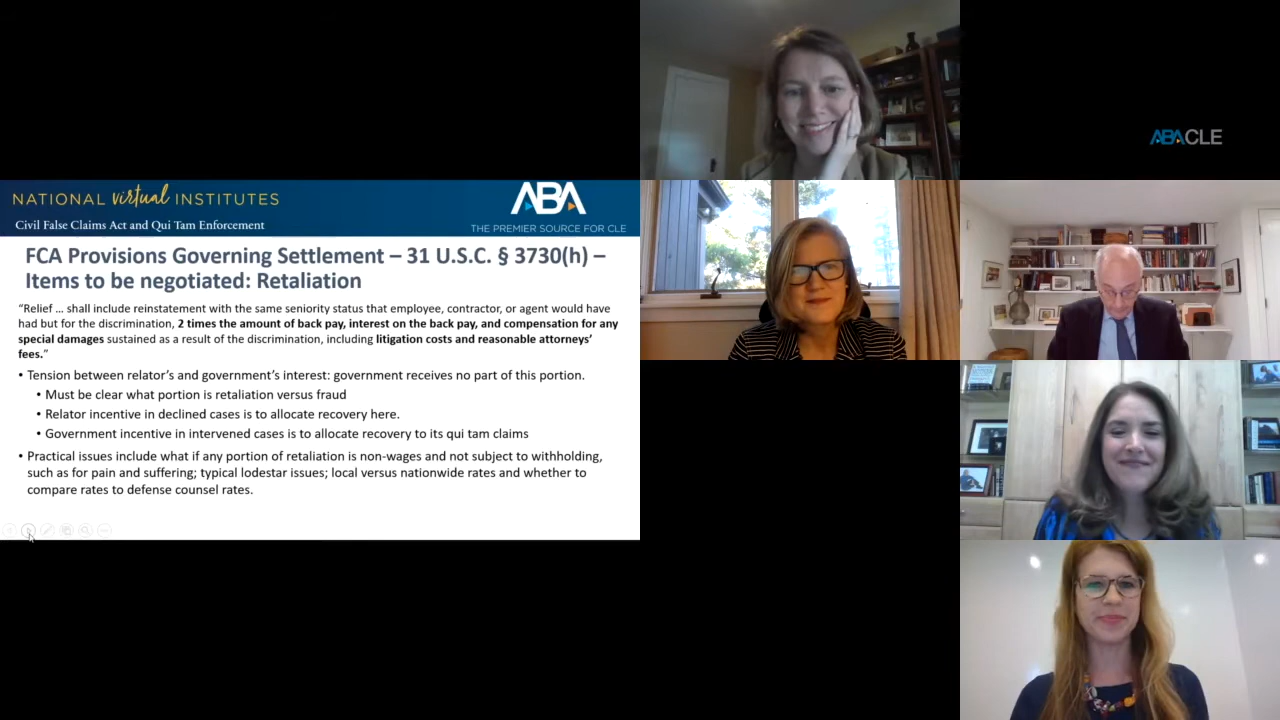 ABACLE
NATIONAL virtual INSTITUTES
Civil False Claims Act and Qui Tam Enforcement
ABA
THE PREMIER SOURCE FOR CLE
FCA Provisions Governing Settlement – 31 U.S.C. § 3730(h) –
Items to be negotiated: Retaliation
“Relief … shall include reinstatement with the same seniority status that employee, contractor, or agent would have
had but for the discrimination, 2 times the amount of back pay, interest on the back pay, and compensation for any
special damages sustained as a result of the discrimination, including litigation costs and reasonable attorneys’
fees.”
• Tension between relator’s and government’s interest: government receives no part of this portion.
• Must be clear what portion is retaliation versus fraud
• Relator incentive in declined cases is to allocate recovery here.
• Government incentive in intervened cases is to allocate recovery to its qui tam claims
• Practical issues include what if any portion of retaliation is non-wages and not subject to withholding,
such as for pain and suffering; typical lodestar issues; local versus nationwide rates and whether to
compare rates to defense counsel rates.